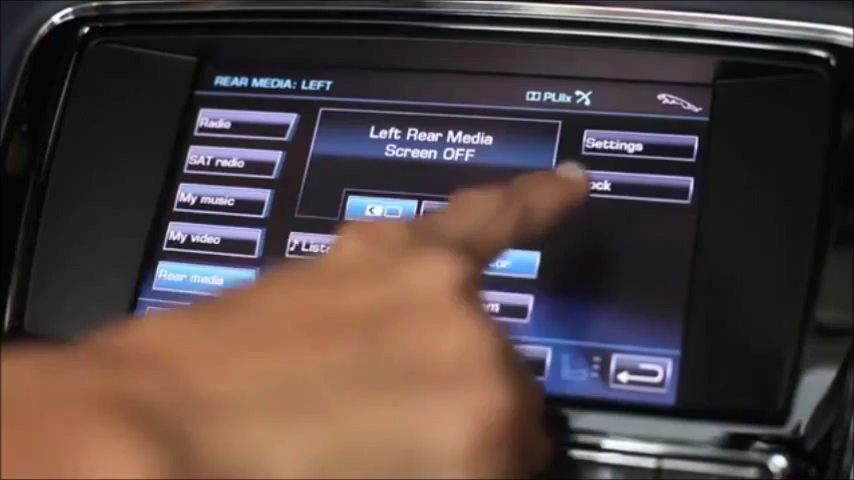 REAR MEDIA: LEFT
PLIIx
Radio
Left Rear Media
Screen OFF
Settings
SAT radio
My music
My video
Rear media